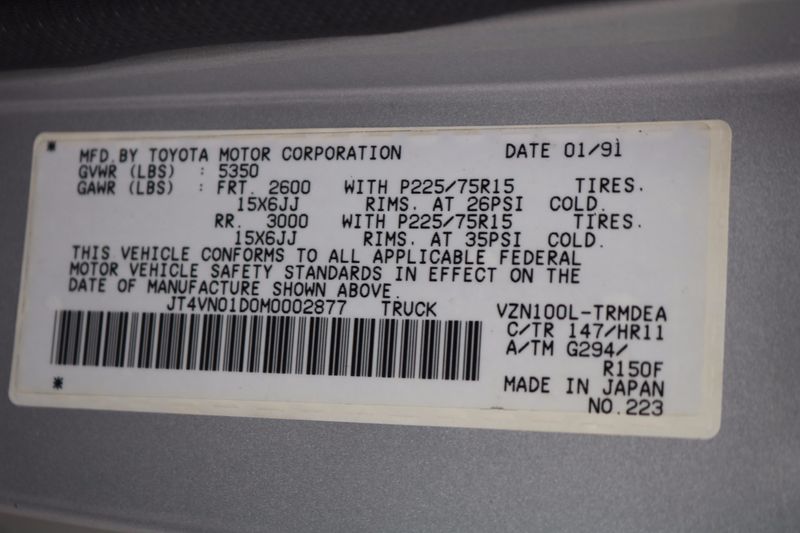 MFD.BY TOYOTA MOTOR CORPORATION DATE 01/91
GVWR (LBS) : 5350
GAWR (LBS) : FRT. 2600 WITH P225/75R15 TIRES.
15X6JJ RIMS. AT 26PSI COLD.
RR. 3000 WITH P225/75R15 TIRES.
15X6JJ RIMS. AT 35PSI COLD.
THIS VEHICLE CONFORMS TO ALL APPLICABLE FEDERAL
MOTOR VEHICLE SAFETY STANDARDS IN EFFECT ON THE
DATE OF MANUFACTURE SHOWN ABOVE.
JT4VN01D0M0002877 TRUCK VZN100L-TRMDEA
C/TR 147/HR11
A/TM G294/
R150F
MADE IN JAPAN
NO.223